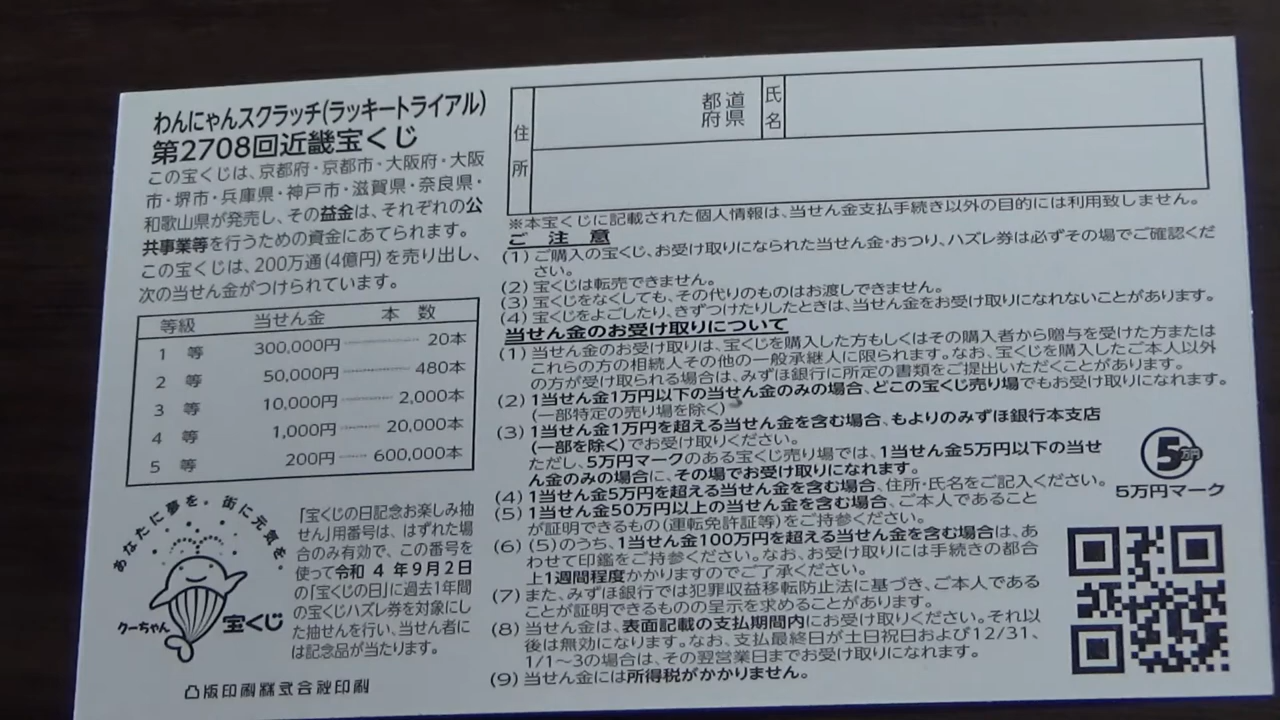 わんにゃんスクラッチ(ラッキートライアル)
第2708回近畿宝くじ
この宝くじは、京都府・京都市・大阪府・大阪
市・堺市・兵庫県・神戸市・滋賀県・奈良県・
和歌山県が発売し、その益金は、それぞれの公
共事業等を行うための資金にあてられます。
この宝くじは、200万通(4億円)を売り出し、
次の当せん金がつけられています。
等級 当せん金 本数
1等 300,000円 20本
2等 50,000円 480本
3等 10,000円 2,000本
4等 1,000円 20,000本
5等 200円 600,000本
あなたに夢を。街に元気を。
クーちゃん
宝くじ
「宝くじの日記念お楽しみ抽
せん」用番号は、はずれた場
合のみ有効で、この番号を
使って令和 4 年9月2日
の「宝くじの日」に過去1年間
の宝くじハズレ券を対象にし
た抽せんを行い、当せん者に
は記念品が当たります。
凸版印刷株式会社印刷
住所
都道府県
氏名
※本宝くじに記載された個人情報は、当せん金支払手続き以外の目的には利用致しません。
ご注意
(1) ご購入の宝くじ、お受け取りになられた当せん金・おつり、ハズレ券は必ずその場でご確認くだ
さい。
(2) 宝くじは転売できません。
(3) 宝くじをなくしても、その代りのものはお渡しできません。
(4) 宝くじをよごしたり、きずつけたりしたときは、当せん金をお受け取りになれないことがあります。
当せん金のお受け取りについて
(1) 当せん金のお受け取りは、宝くじを購入した方もしくはその購入者から贈与を受けた方または
これらの方の相続人その他の一般承継人に限られます。なお、宝くじを購入したご本人以外
の方が受け取られる場合は、みずほ銀行に所定の書類をご提出いただくことがあります。
(2) 1当せん金1万円以下の当せん金のみの場合、どこの宝くじ売り場でもお受け取りになれます。
(一部特定の売り場を除く)
(3) 1当せん金1万円を超える当せん金を含む場合、もよりのみずほ銀行本支店
(一部を除く)でお受け取りください。
ただし、5万円マークのある宝くじ売り場では、1当せん金5万円以下の当せ
ん金のみの場合に、その場でお受け取りになれます。
(4) 1当せん金5万円を超える当せん金を含む場合、住所・氏名をご記入ください。
(5) 1当せん金50万円以上の当せん金を含む場合、ご本人であること
が証明できるもの(運転免許証等)をご持参ください。
(6) (5)のうち、1当せん金100万円を超える当せん金を含む場合は、あ
わせて印鑑をご持参ください。なお、お受け取りには手続きの都合
上1週間程度かかりますのでご了承ください。
(7) また、みずほ銀行では犯罪収益移転防止法に基づき、ご本人である
ことが証明できるものの呈示を求めることがあります。
(8) 当せん金は、表面記載の支払期間内にお受け取りください。それ以
後は無効になります。なお、支払最終日が土日祝日および12/31、
1/1～3の場合は、その翌営業日までお受け取りになれます。
(9) 当せん金には所得税がかかりません。
5万円
5万円マーク